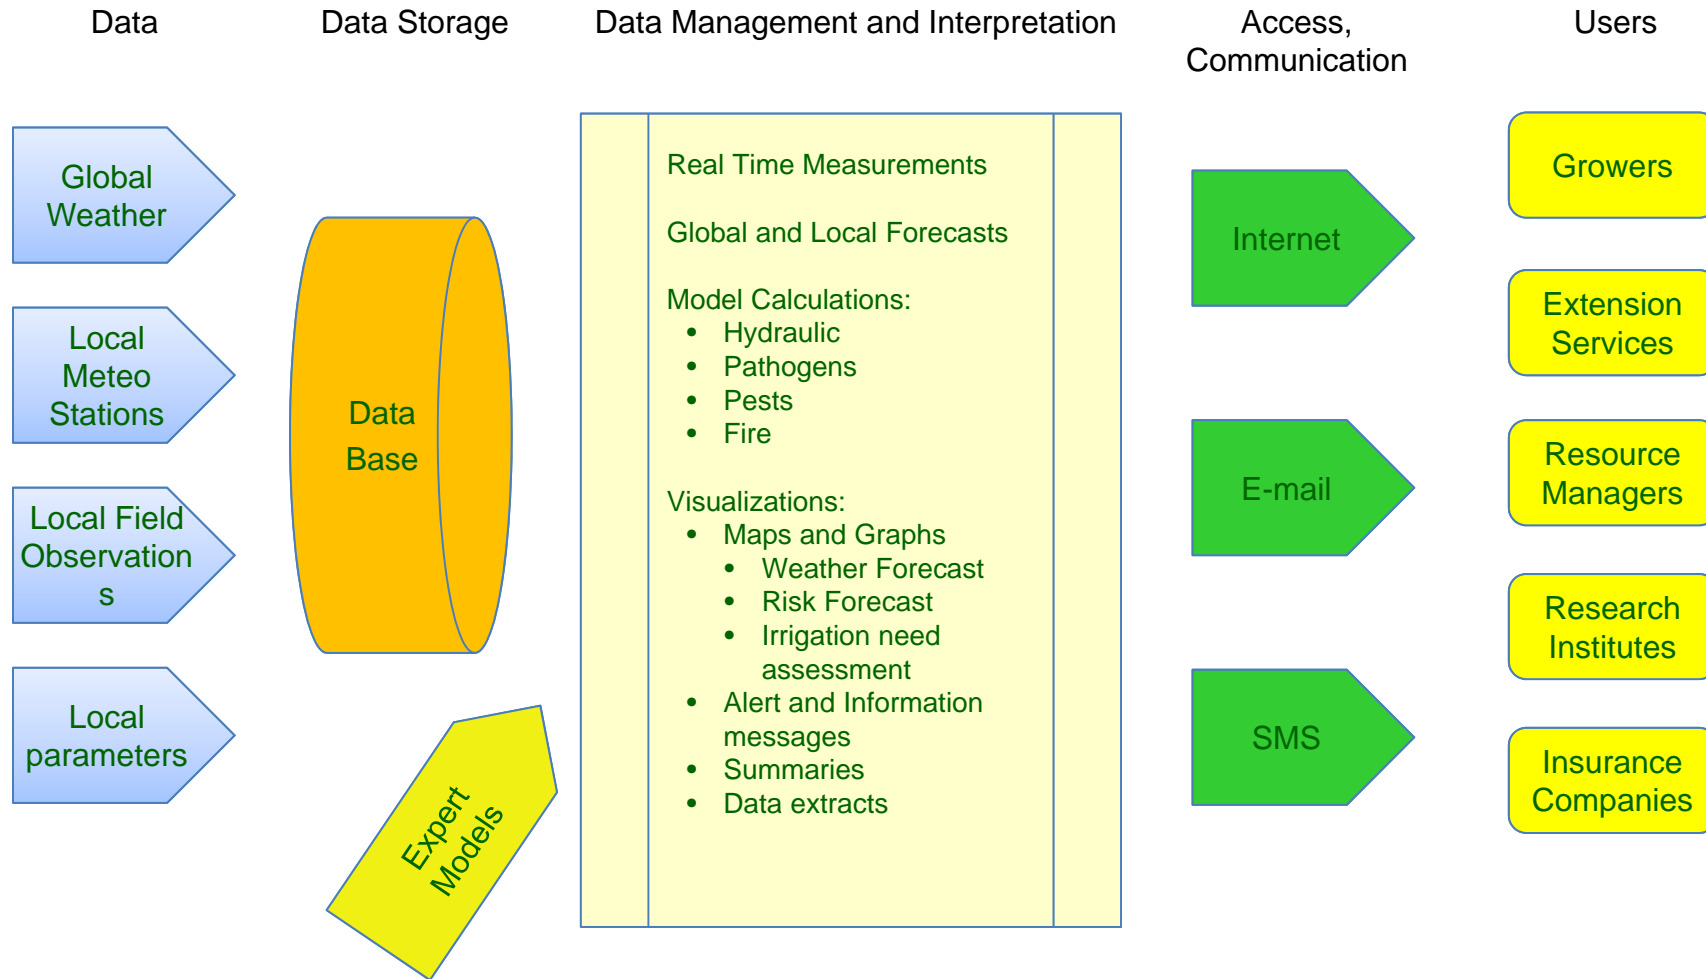 Data
Data Storage
Data Management and Interpretation
Access,
Communication
Users
Global
Weather
Local
Meteo
Stations
Local Field
Observation
s
Local
parameters
Data
Base
Expert
Models
Real Time Measurements
Global and Local Forecasts
Model Calculations:
• Hydraulic
• Pathogens
• Pests
• Fire
Visualizations:
• Maps and Graphs
• Weather Forecast
• Risk Forecast
• Irrigation need
assessment
• Alert and Information
messages
• Summaries
• Data extracts
Internet
E-mail
SMS
Growers
Extension
Services
Resource
Managers
Research
Institutes
Insurance
Companies